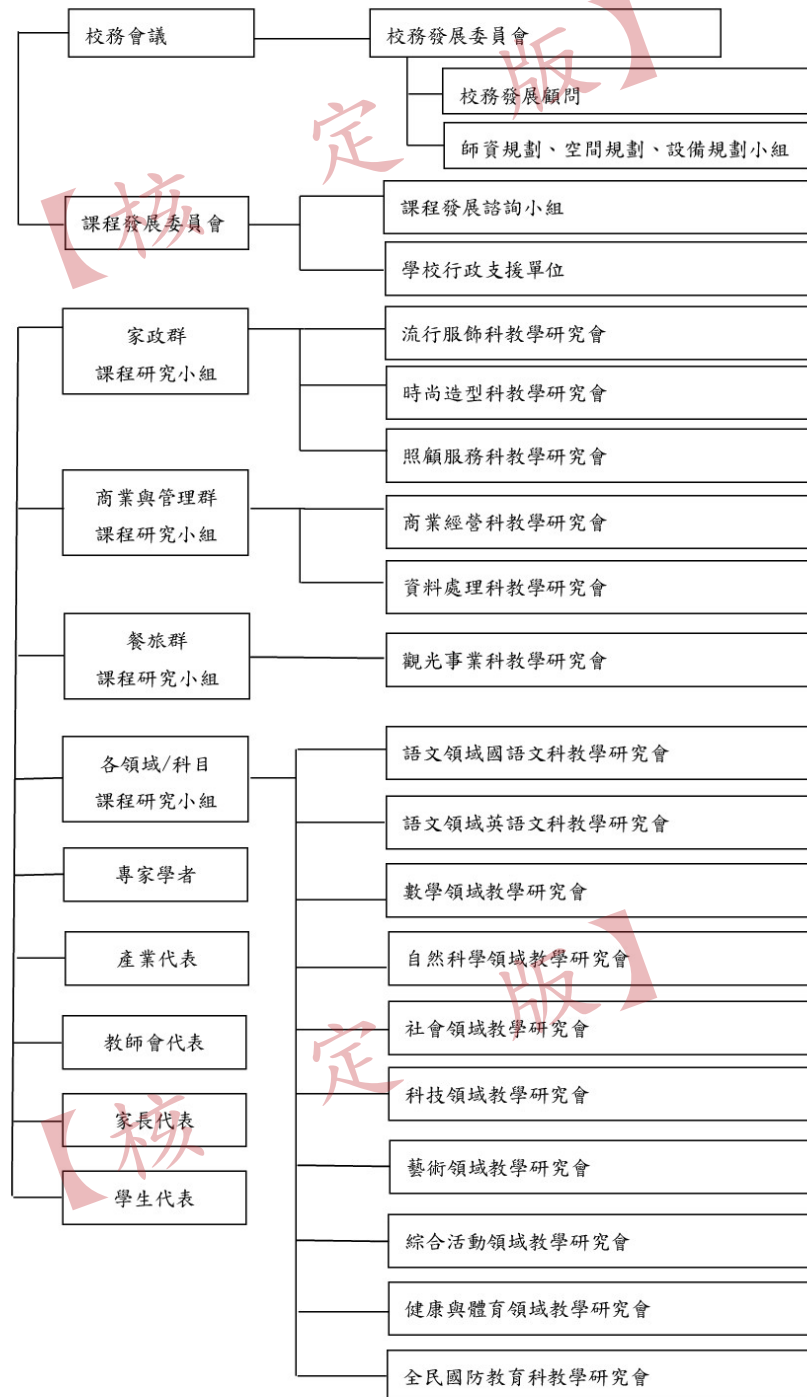 校務會議
校務發展委員會
校務發展顧問
師資規劃、空間規劃、設備規劃小組
課程發展委員會
課程發展諮詢小組
學校行政支援單位
家政群
課程研究小組
流行服飾科教學研究會
時尚造型科教學研究會
照顧服務科教學研究會
商業與管理群
課程研究小組
商業經營科教學研究會
資料處理科教學研究會
餐旅群
課程研究小組
觀光事業科教學研究會
各領域/科目
課程研究小組
語文領域國語文科教學研究會
語文領域英語文科教學研究會
數學領域教學研究會
自然科學領域教學研究會
社會領域教學研究會
科技領域教學研究會
藝術領域教學研究會
綜合活動領域教學研究會
健康與體育領域教學研究會
全民國防教育科教學研究會
專家學者
產業代表
教師會代表
家長代表
學生代表
【核定版】
【核定版】